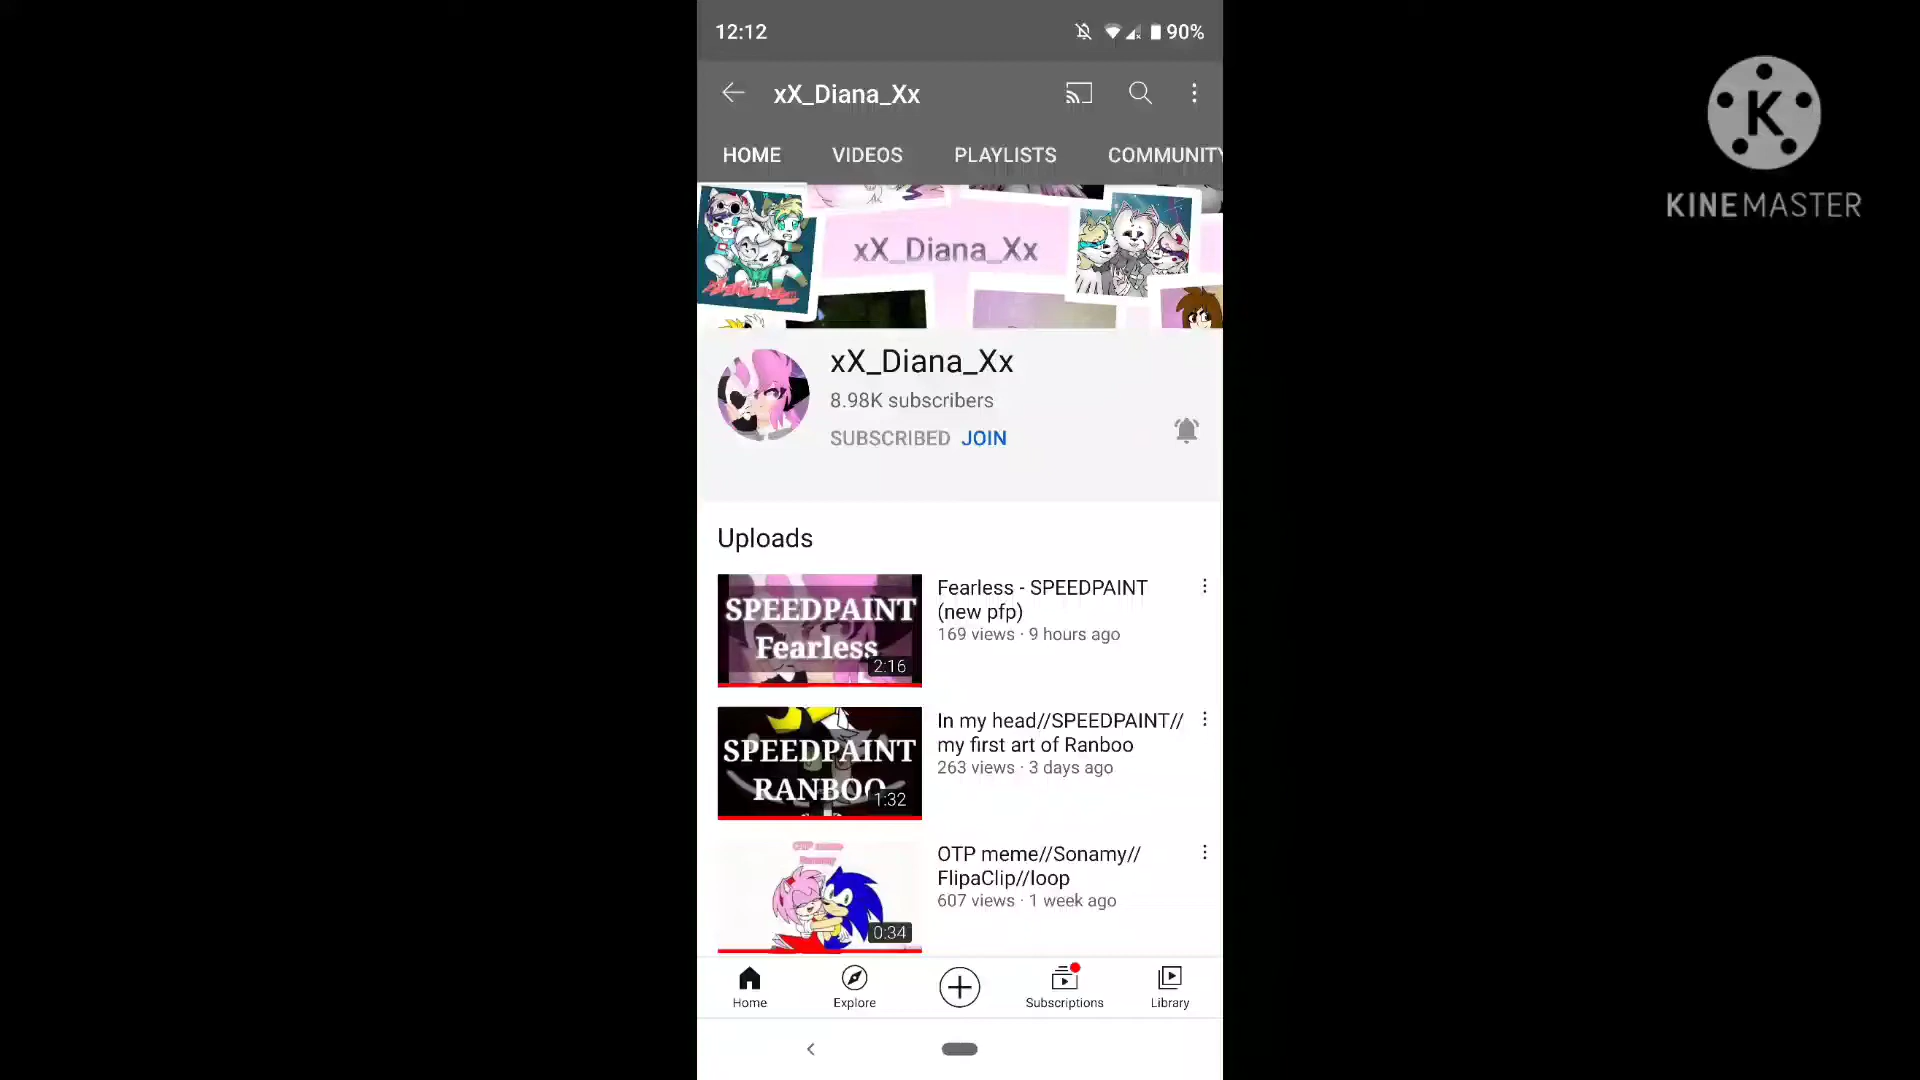 12:12
90%
xX_Diana_Xx
HOME VIDEOS PLAYLISTS COMMUNITY
xX_Diana_Xx
xX_Diana_Xx
8.98K subscribers
SUBSCRIBED JOIN
Uploads
SPEEDPAINT
Fearless
2:16
Fearless - SPEEDPAINT
(new pfp)
169 views · 9 hours ago
SPEEDPAINT
RANBOO
1:32
In my head//SPEEDPAINT//
my first art of Ranboo
263 views · 3 days ago
0:34
OTP meme//Sonamy//
FlipaClip//loop
607 views · 1 week ago
Home
Explore
Subscriptions
Library
K
KINEMASTER